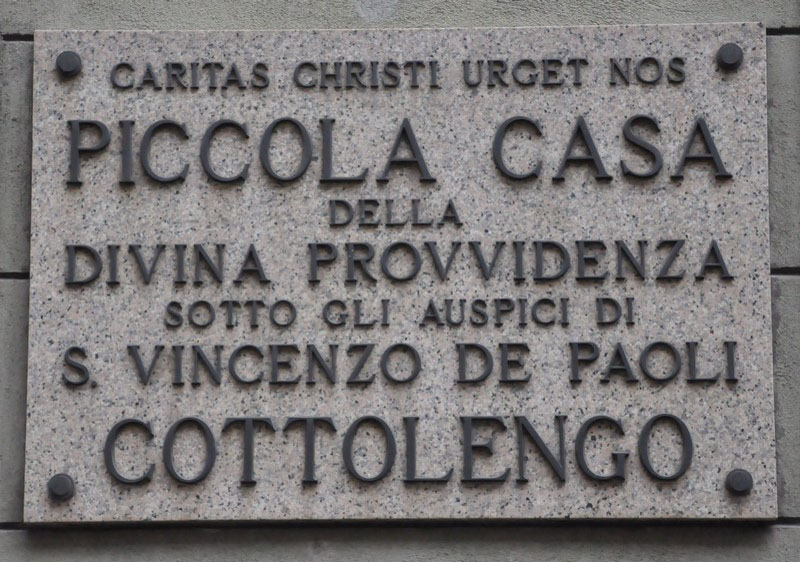 CARITAS CHRISTI URGET NOS
PICCOLA CASA
DELLA
DIVINA PROVVIDENZA
SOTTO GLI AUSPICI DI
S. VINCENZO DE PAOLI
COTTOLENGO